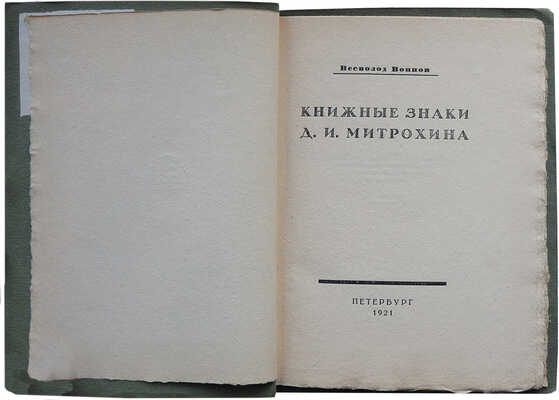 Всеволод Воинов
КНИЖНЫЕ ЗНАКИ
Д. И. МИТРОХИНА
ПЕТЕРБУРГ
1921